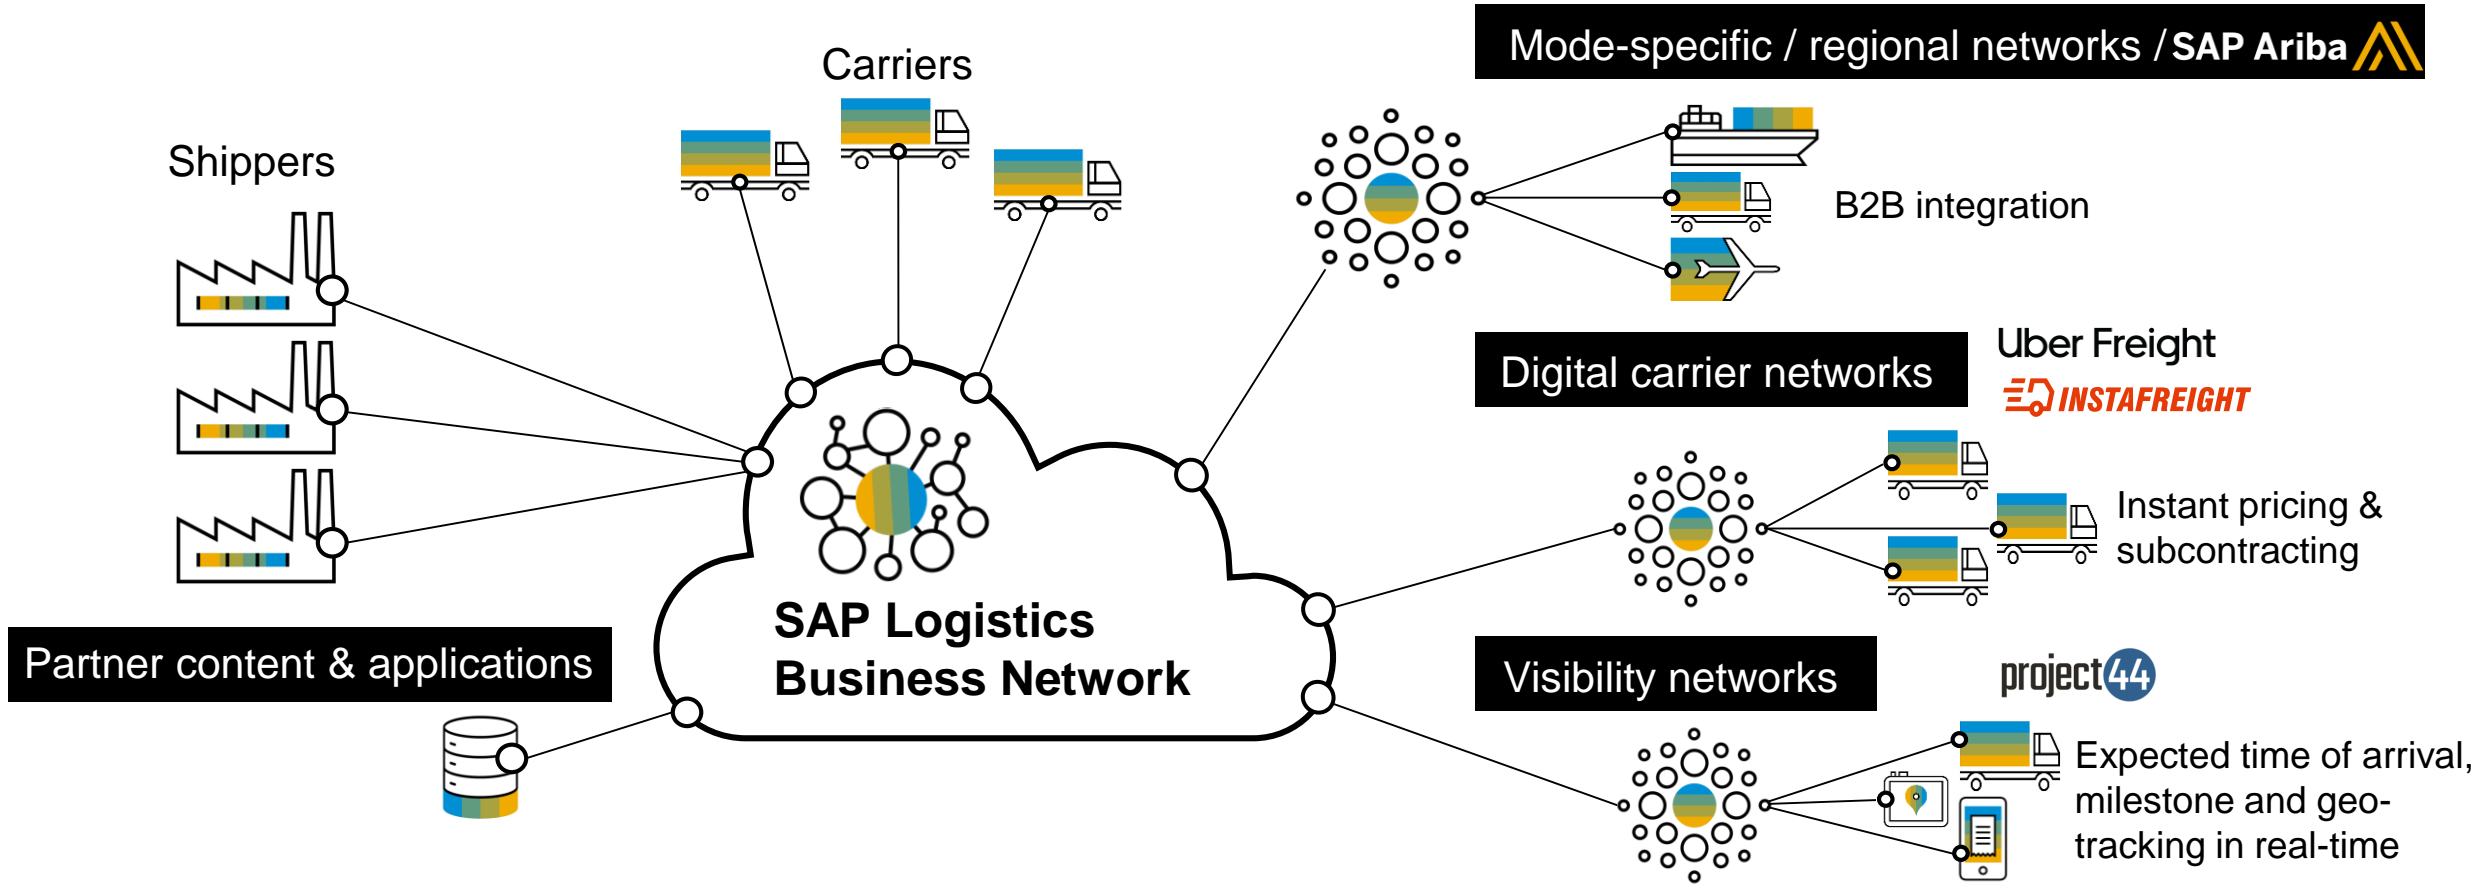 Mode-specific / regional networks / SAP Ariba
Carriers
Shippers
B2B integration
Digital carrier networks
Uber Freight
INSTAFREIGHT
Instant pricing &
subcontracting
SAP Logistics
Business Network
Partner content & applications
Visibility networks
project44
Expected time of arrival,
milestone and geo-
tracking in real-time